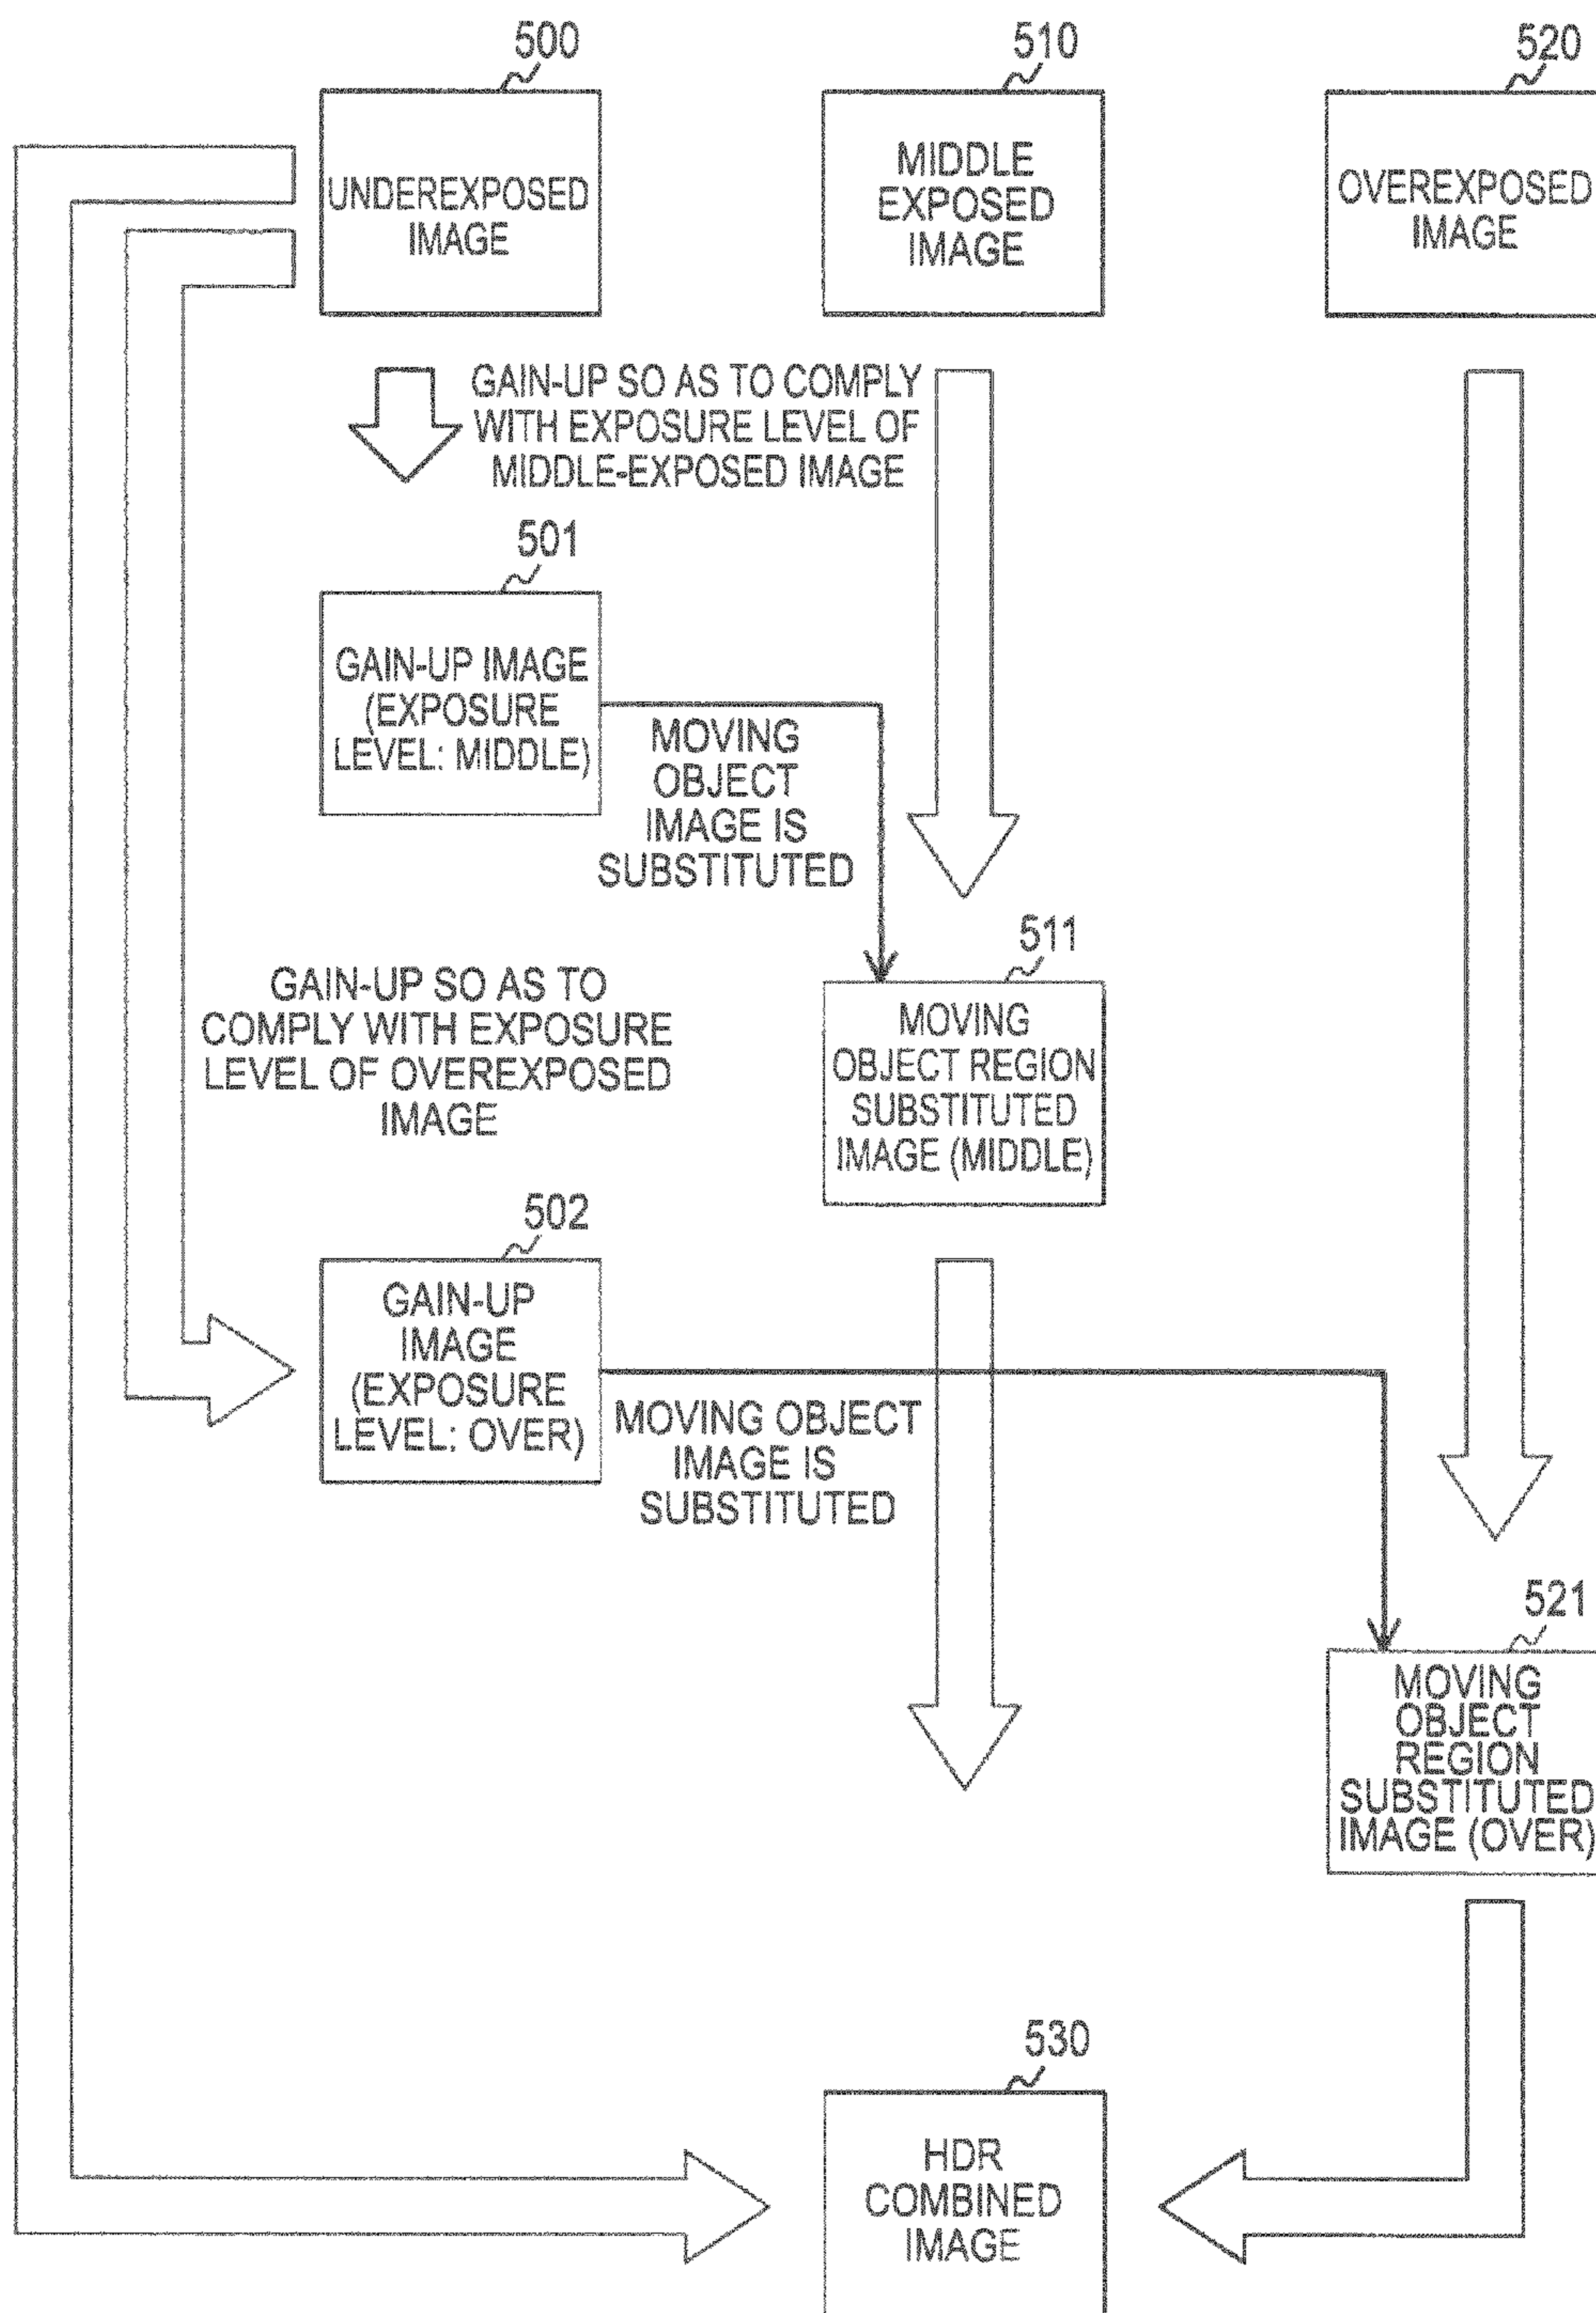 500
510
520
UNDEREXPOSED
IMAGE
MIDDLE
EXPOSED
IMAGE
OVEREXPOSED
IMAGE
GAIN-UP SO AS TO COMPLY
WITH EXPOSURE LEVEL OF
MIDDLE-EXPOSED IMAGE
501
GAIN-UP IMAGE
(EXPOSURE
LEVEL: MIDDLE)
MOVING
OBJECT
IMAGE IS
SUBSTITUTED
511
GAIN-UP SO AS TO
COMPLY WITH EXPOSURE
LEVEL OF OVEREXPOSED
IMAGE
MOVING
OBJECT REGION
SUBSTITUTED
IMAGE (MIDDLE)
502
GAIN-UP
IMAGE
(EXPOSURE
LEVEL: OVER)
MOVING OBJECT
IMAGE IS
SUBSTITUTED
521
MOVING
OBJECT
REGION
SUBSTITUTED
IMAGE (OVER)
530
HDR
COMBINED
IMAGE